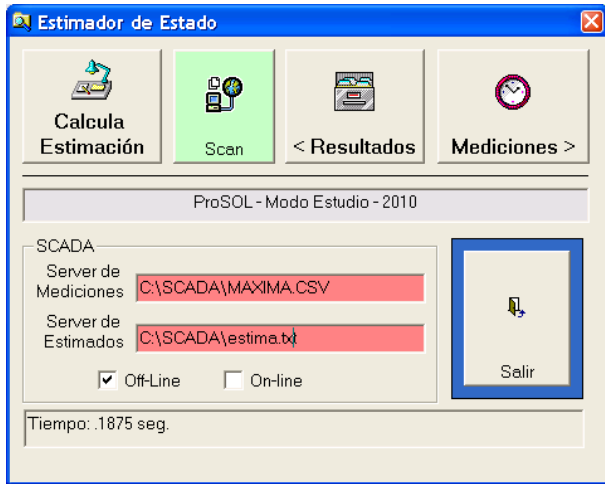 Estimador de Estado
Calcula
Estimación
Scan
< Resultados
Mediciones >
ProSOL - Modo Estudio - 2010
SCADA
Server de
Mediciones
C:\SCADA\MAXIMA.CSV
Server de
Estimados
C:\SCADA\estima.txt
Off-Line
On-line
Salir
Tiempo: .1875 seg.